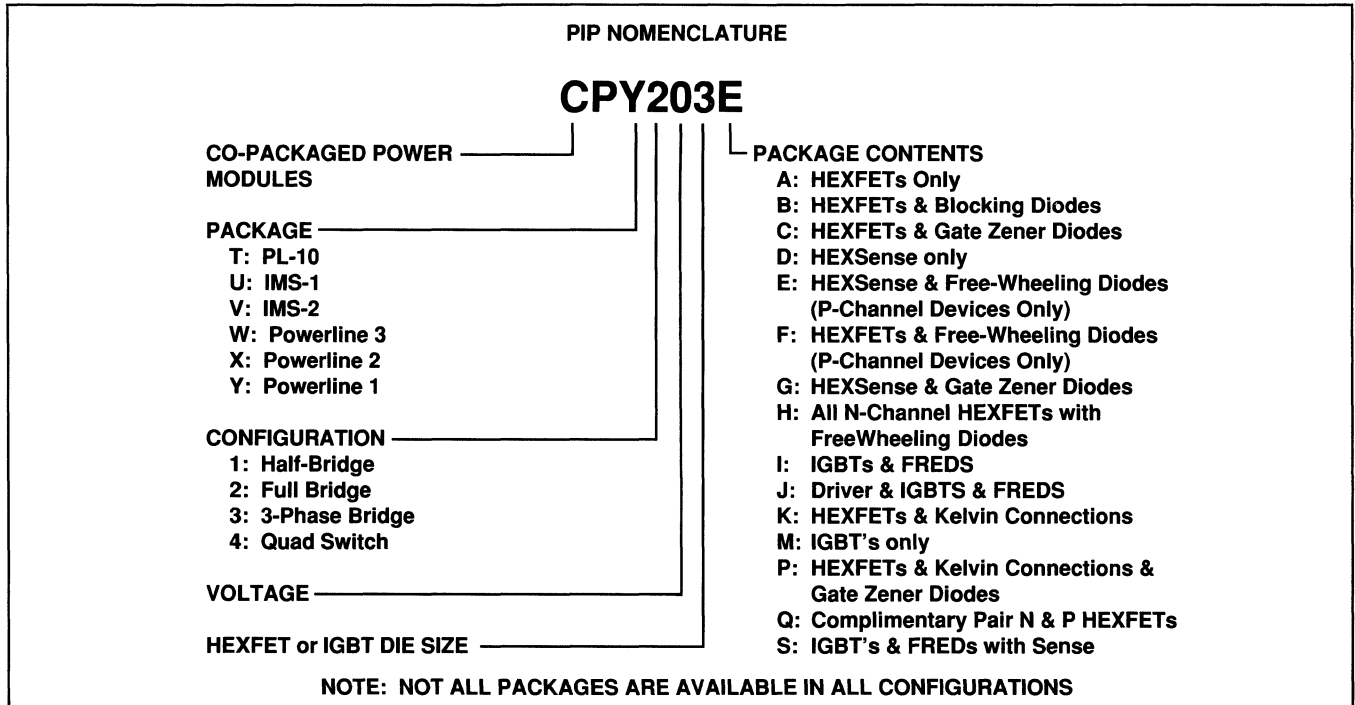 PIP NOMENCLATURE
CPY203E
CO-PACKAGED POWER
MODULES
PACKAGE
T: PL-10
U: IMS-1
V: IMS-2
W: Powerline 3
X: Powerline 2
Y: Powerline 1
CONFIGURATION
1: Half-Bridge
2: Full Bridge
3: 3-Phase Bridge
4: Quad Switch
VOLTAGE
HEXFET or IGBT DIE SIZE
PACKAGE CONTENTS
A: HEXFETs Only
B: HEXFETs & Blocking Diodes
C: HEXFETs & Gate Zener Diodes
D: HEXSense only
E: HEXSense & Free-Wheeling Diodes
(P-Channel Devices Only)
F: HEXFETs & Free-Wheeling Diodes
(P-Channel Devices Only)
G: HEXSense & Gate Zener Diodes
H: All N-Channel HEXFETs with
FreeWheeling Diodes
I: IGBTs & FREDS
J: Driver & IGBTS & FREDS
K: HEXFETs & Kelvin Connections
M: IGBT's only
P: HEXFETs & Kelvin Connections &
Gate Zener Diodes
Q: Complimentary Pair N & P HEXFETs
S: IGBT's & FREDs with Sense
NOTE: NOT ALL PACKAGES ARE AVAILABLE IN ALL CONFIGURATIONS